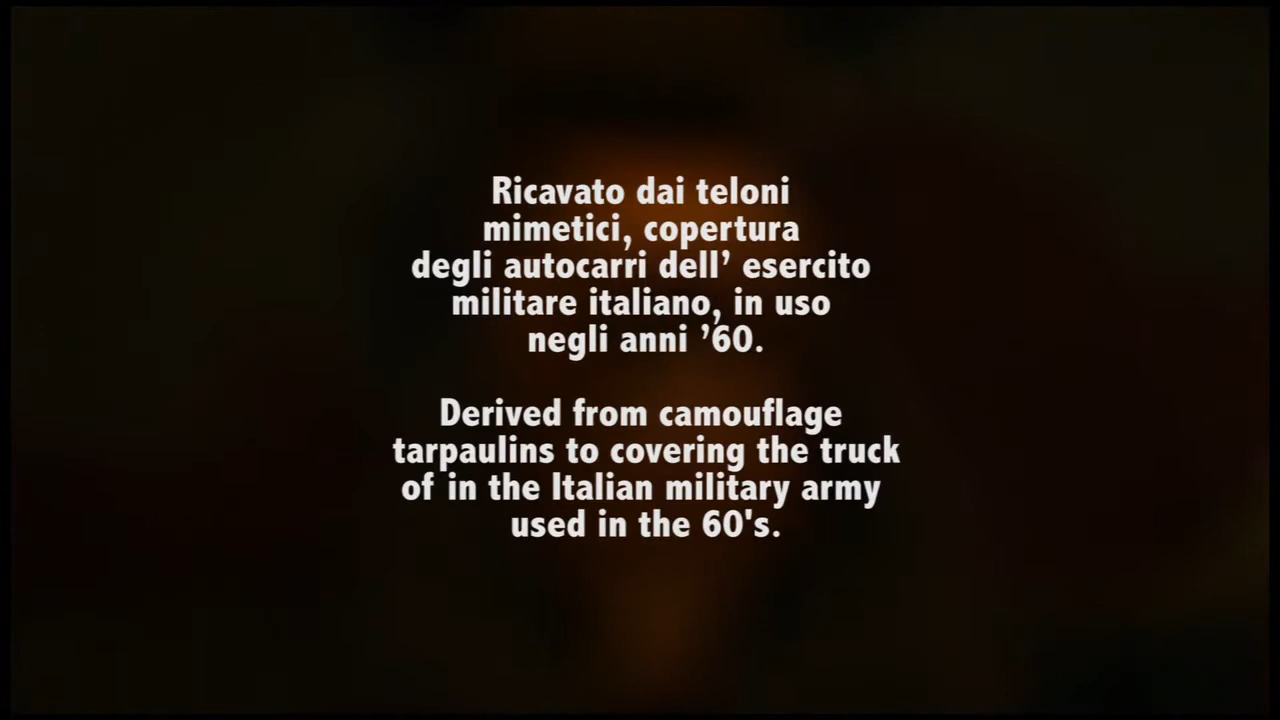 Ricavato dai teloni
mimetici, copertura
degli autocarri dell’ esercito
militare italiano, in uso
negli anni ’60.
Derived from camouflage
tarpaulins to covering the truck
of in the Italian military army
used in the 60's.